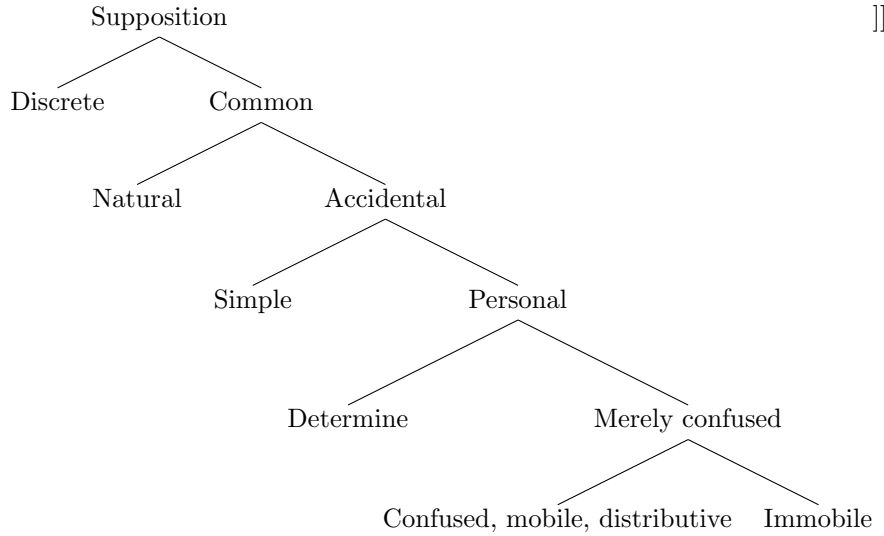 Supposition ]]
Discrete Common
Natural Accidental
Simple Personal
Determine Merely confused
Confused, mobile, distributive Immobile